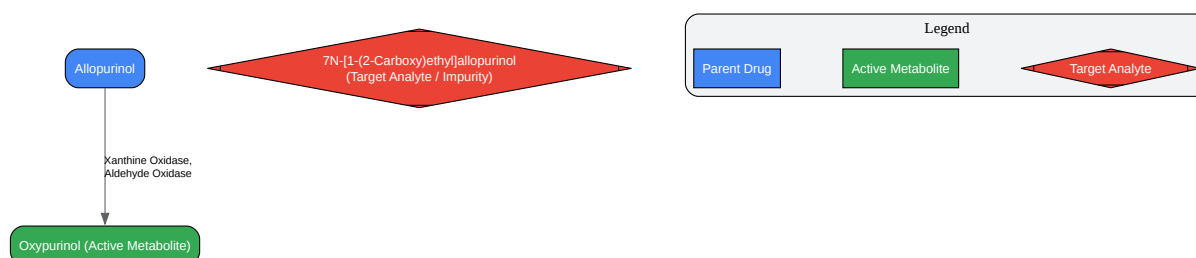 Allopurinol
7N-[1-(2-Carboxy)ethyl]allopurinol
(Target Analyte / Impurity)
Legend
Parent Drug
Active Metabolite
Target Analyte
Xanthine Oxidase,
Aldehyde Oxidase
Oxypurinol (Active Metabolite)